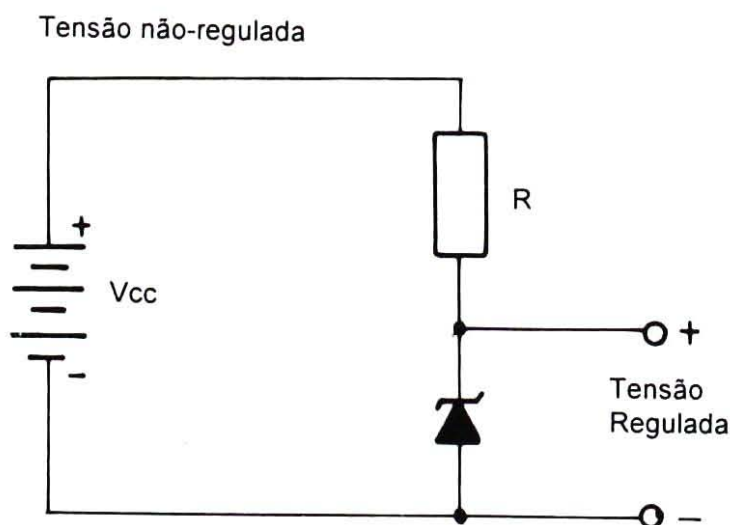 Tensão não-regulada
+
R
Vcc
-
+
Tensão
Regulada
-